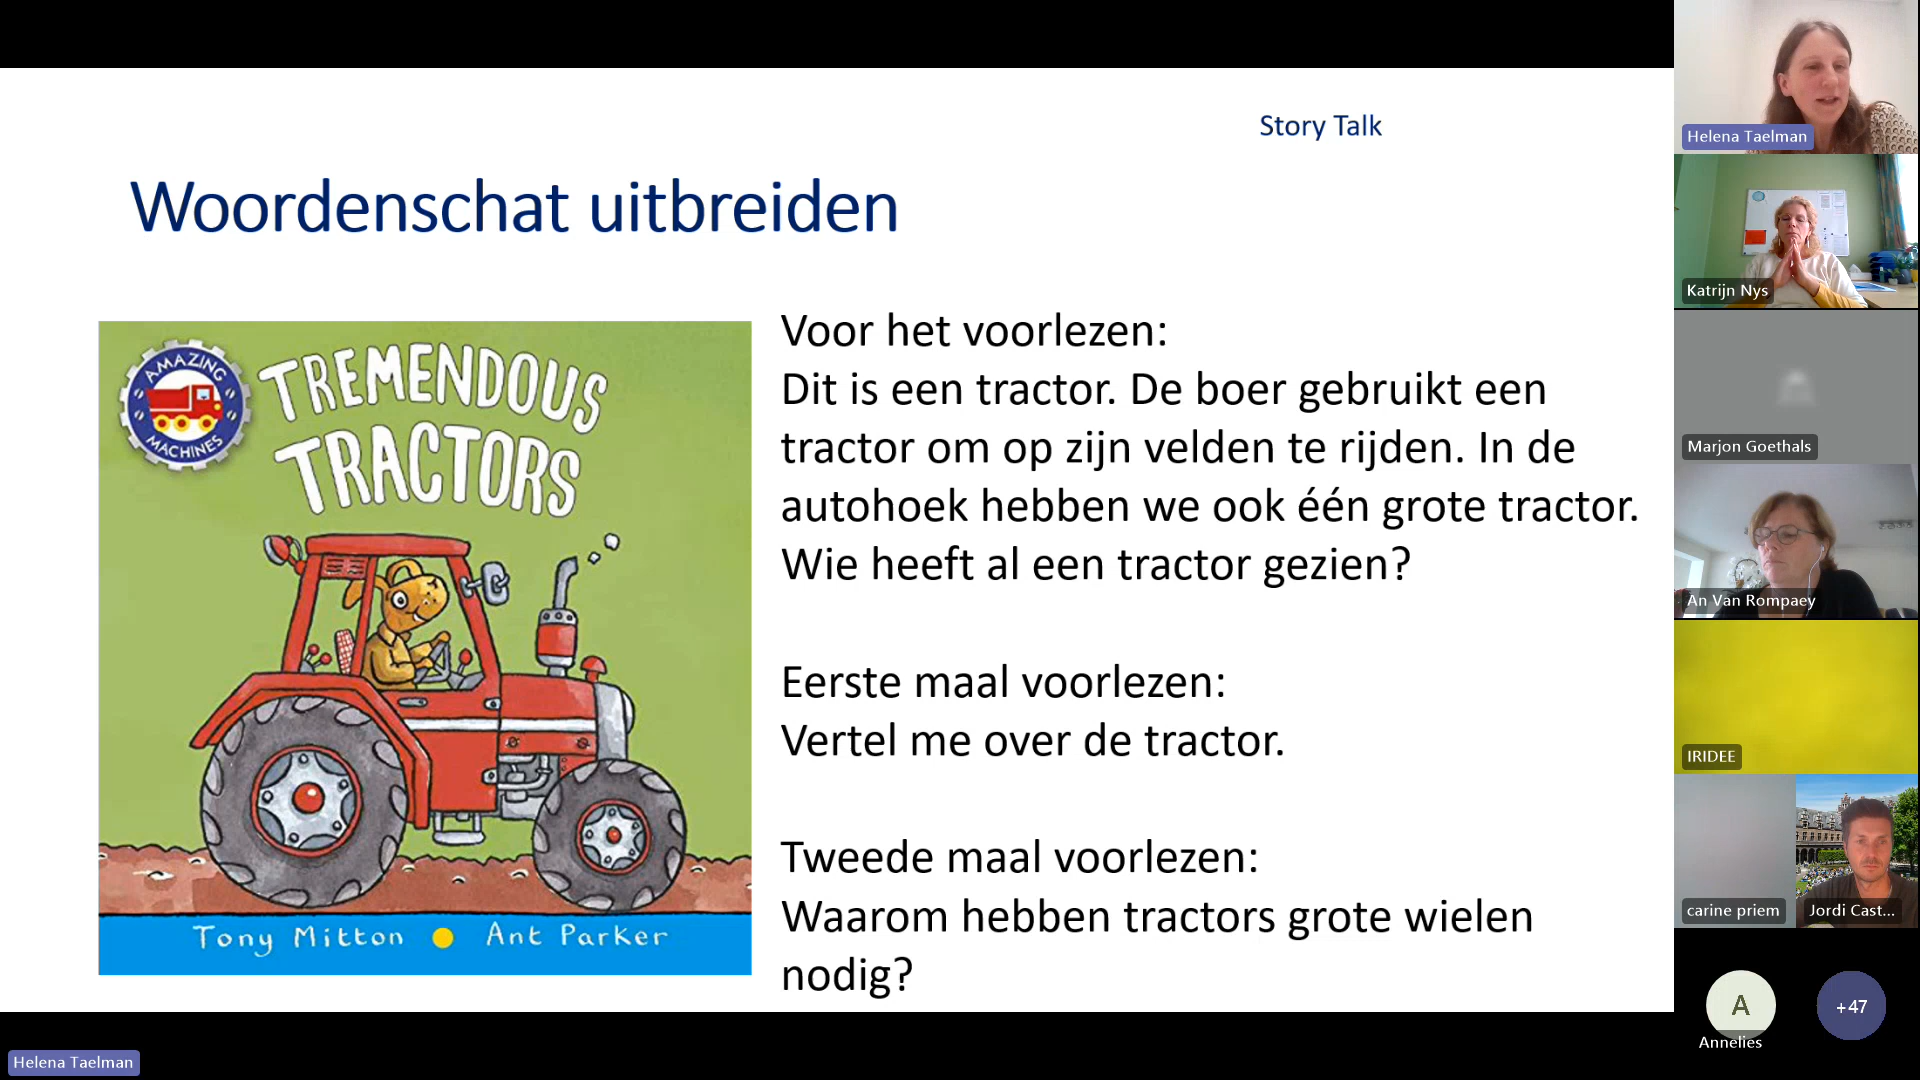 Story Talk
Woordenschat uitbreiden
AMAZING
MACHINES
TREMENDOUS
TRACTORS
Tony Mitton
Ant Parker
Voor het voorlezen:
Dit is een tractor. De boer gebruikt een
tractor om op zijn velden te rijden. In de
autohoek hebben we ook één grote tractor.
Wie heeft al een tractor gezien?
Eerste maal voorlezen:
Vertel me over de tractor.
Tweede maal voorlezen:
Waarom hebben tractors grote wielen
nodig?
Helena Taelman
Katrijn Nys
Marjon Goethals
An Van Rompaey
IRIDEE
carine priem
Jordi Cast...
A
+47
Annelies
Helena Taelman